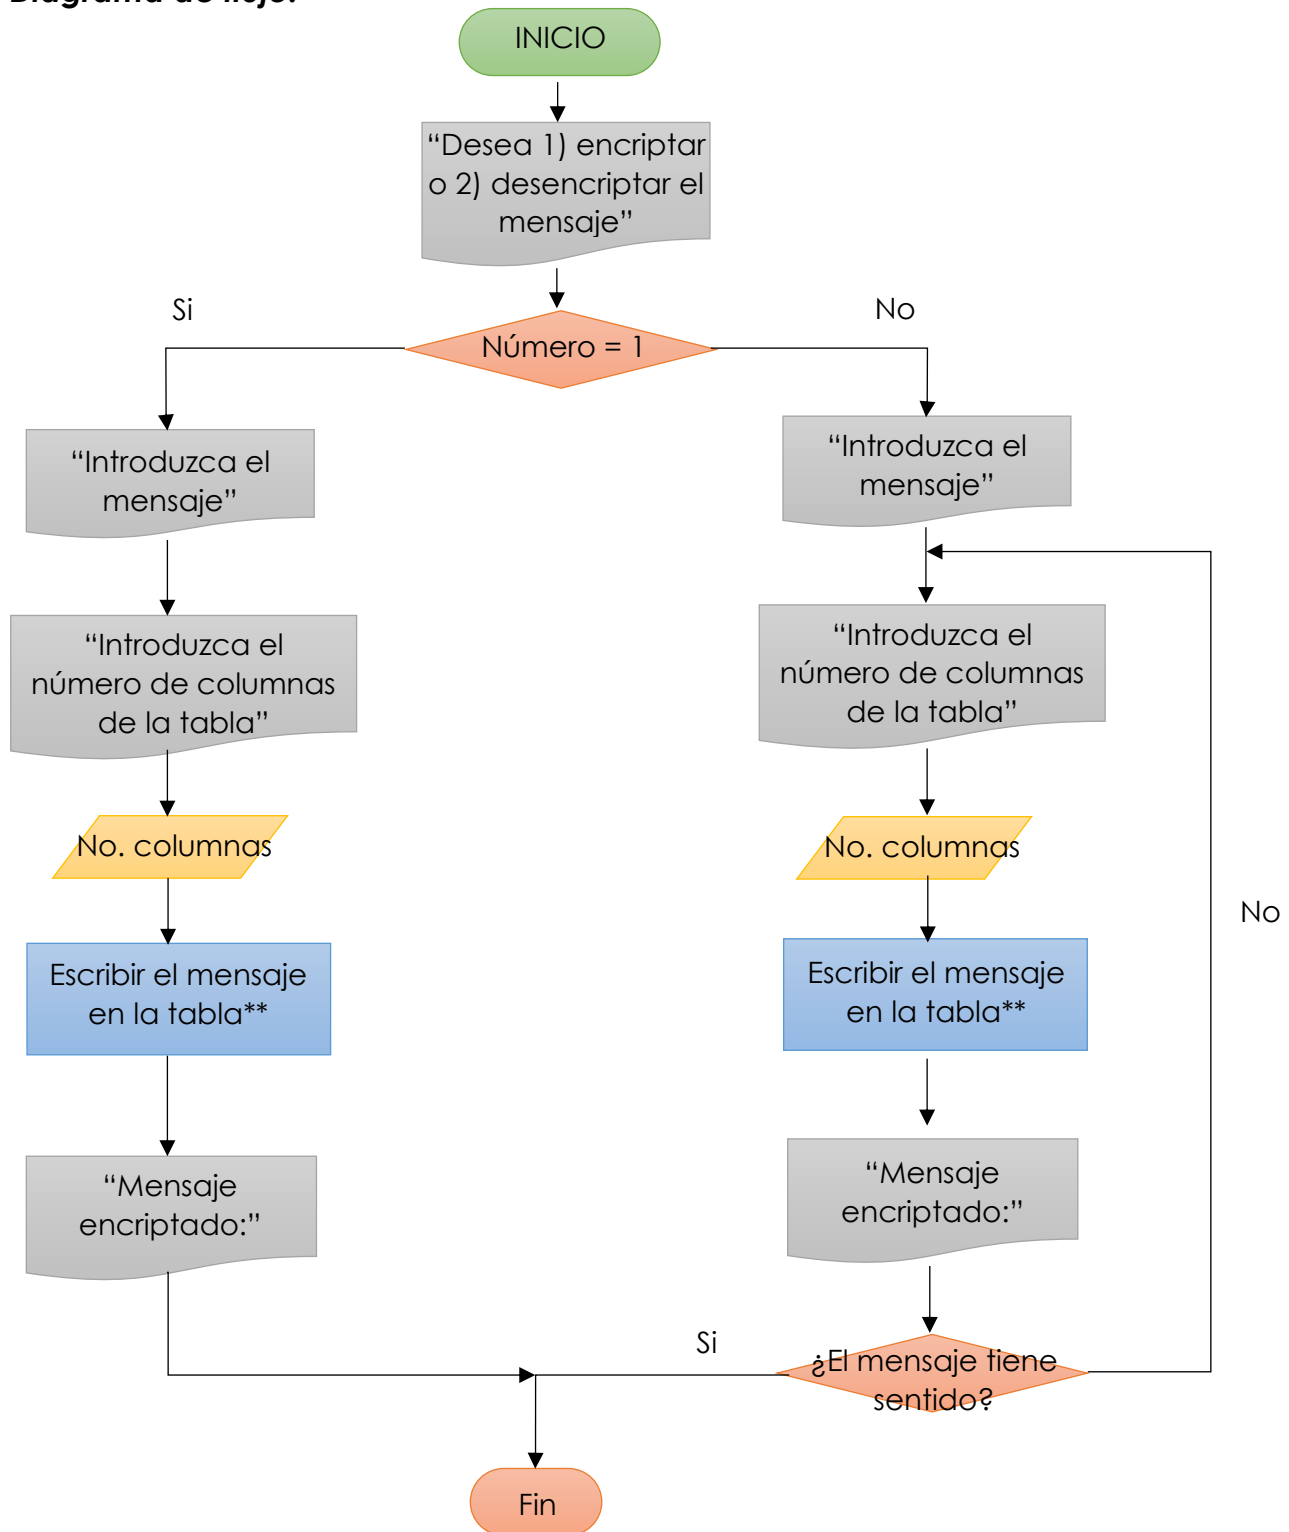 Diagrama de flujo:
INICIO
“Desea 1) encriptar
o 2) desencriptar el
mensaje”
Si
No
Número = 1
“Introduzca el
mensaje”
“Introduzca el
mensaje”
“Introduzca el
número de columnas
de la tabla”
“Introduzca el
número de columnas
de la tabla”
No. columnas
No. columnas
No
Escribir el mensaje
en la tabla**
Escribir el mensaje
en la tabla**
“Mensaje
encriptado:”
“Mensaje
encriptado:”
Si
¿El mensaje tiene
sentido?
Fin